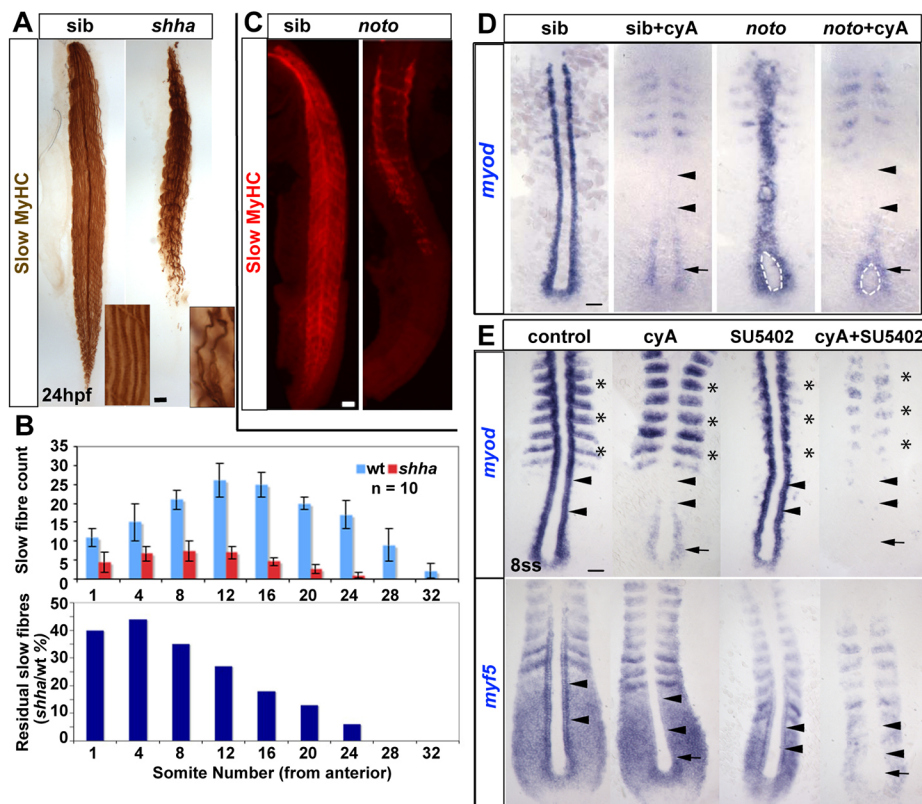 A
sib
shha
Slow MyHC
24hpf
C
sib
noto
Slow MyHC
D
sib
sib+cyA
noto
noto+cyA
myod
B
Slow fibre count
35
30
25
20
15
10
5
0
wt shha
n = 10
1 4 8 12 16 20 24 28 32
Residual slow fibres
(shha/wt %)
50
40
30
20
10
0
1 4 8 12 16 20 24 28 32
Somite Number (from anterior)
E
control
cyA
SU5402
cyA+SU5402
myod
* * *
* * *
* * *
* * *
8ss
myf5